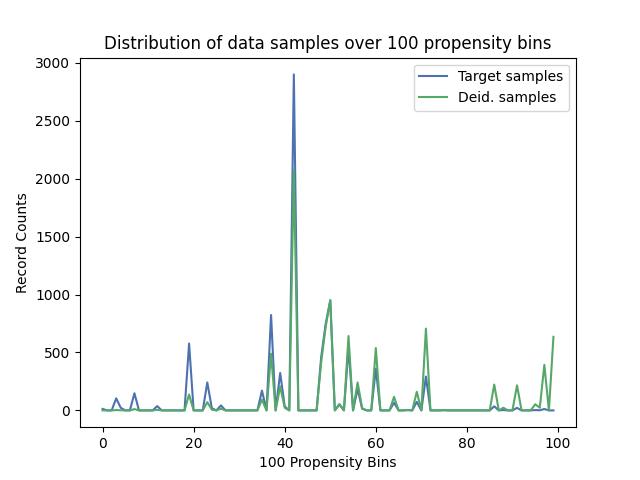 Distribution of data samples over 100 propensity bins
Target samples
Deid. samples
3000
2500
2000
1500
1000
500
0
Record Counts
0 20 40 60 80 100
100 Propensity Bins